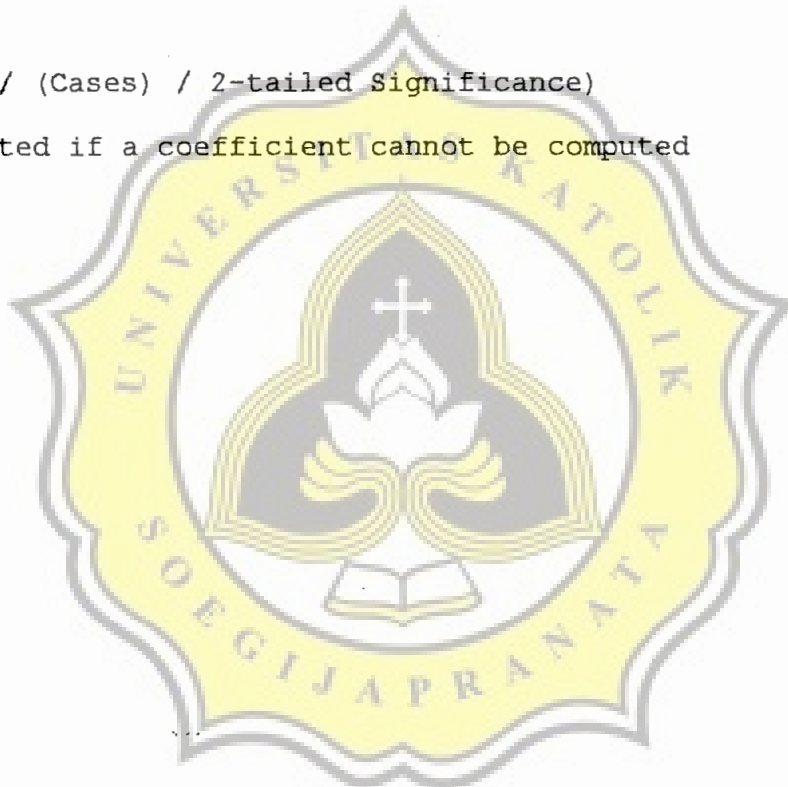 / (Cases) / 2-tailed Significance)
ted if a coefficient cannot be computed
UNIVERSITAS KATOLIK
SOEGIJAPRANATA